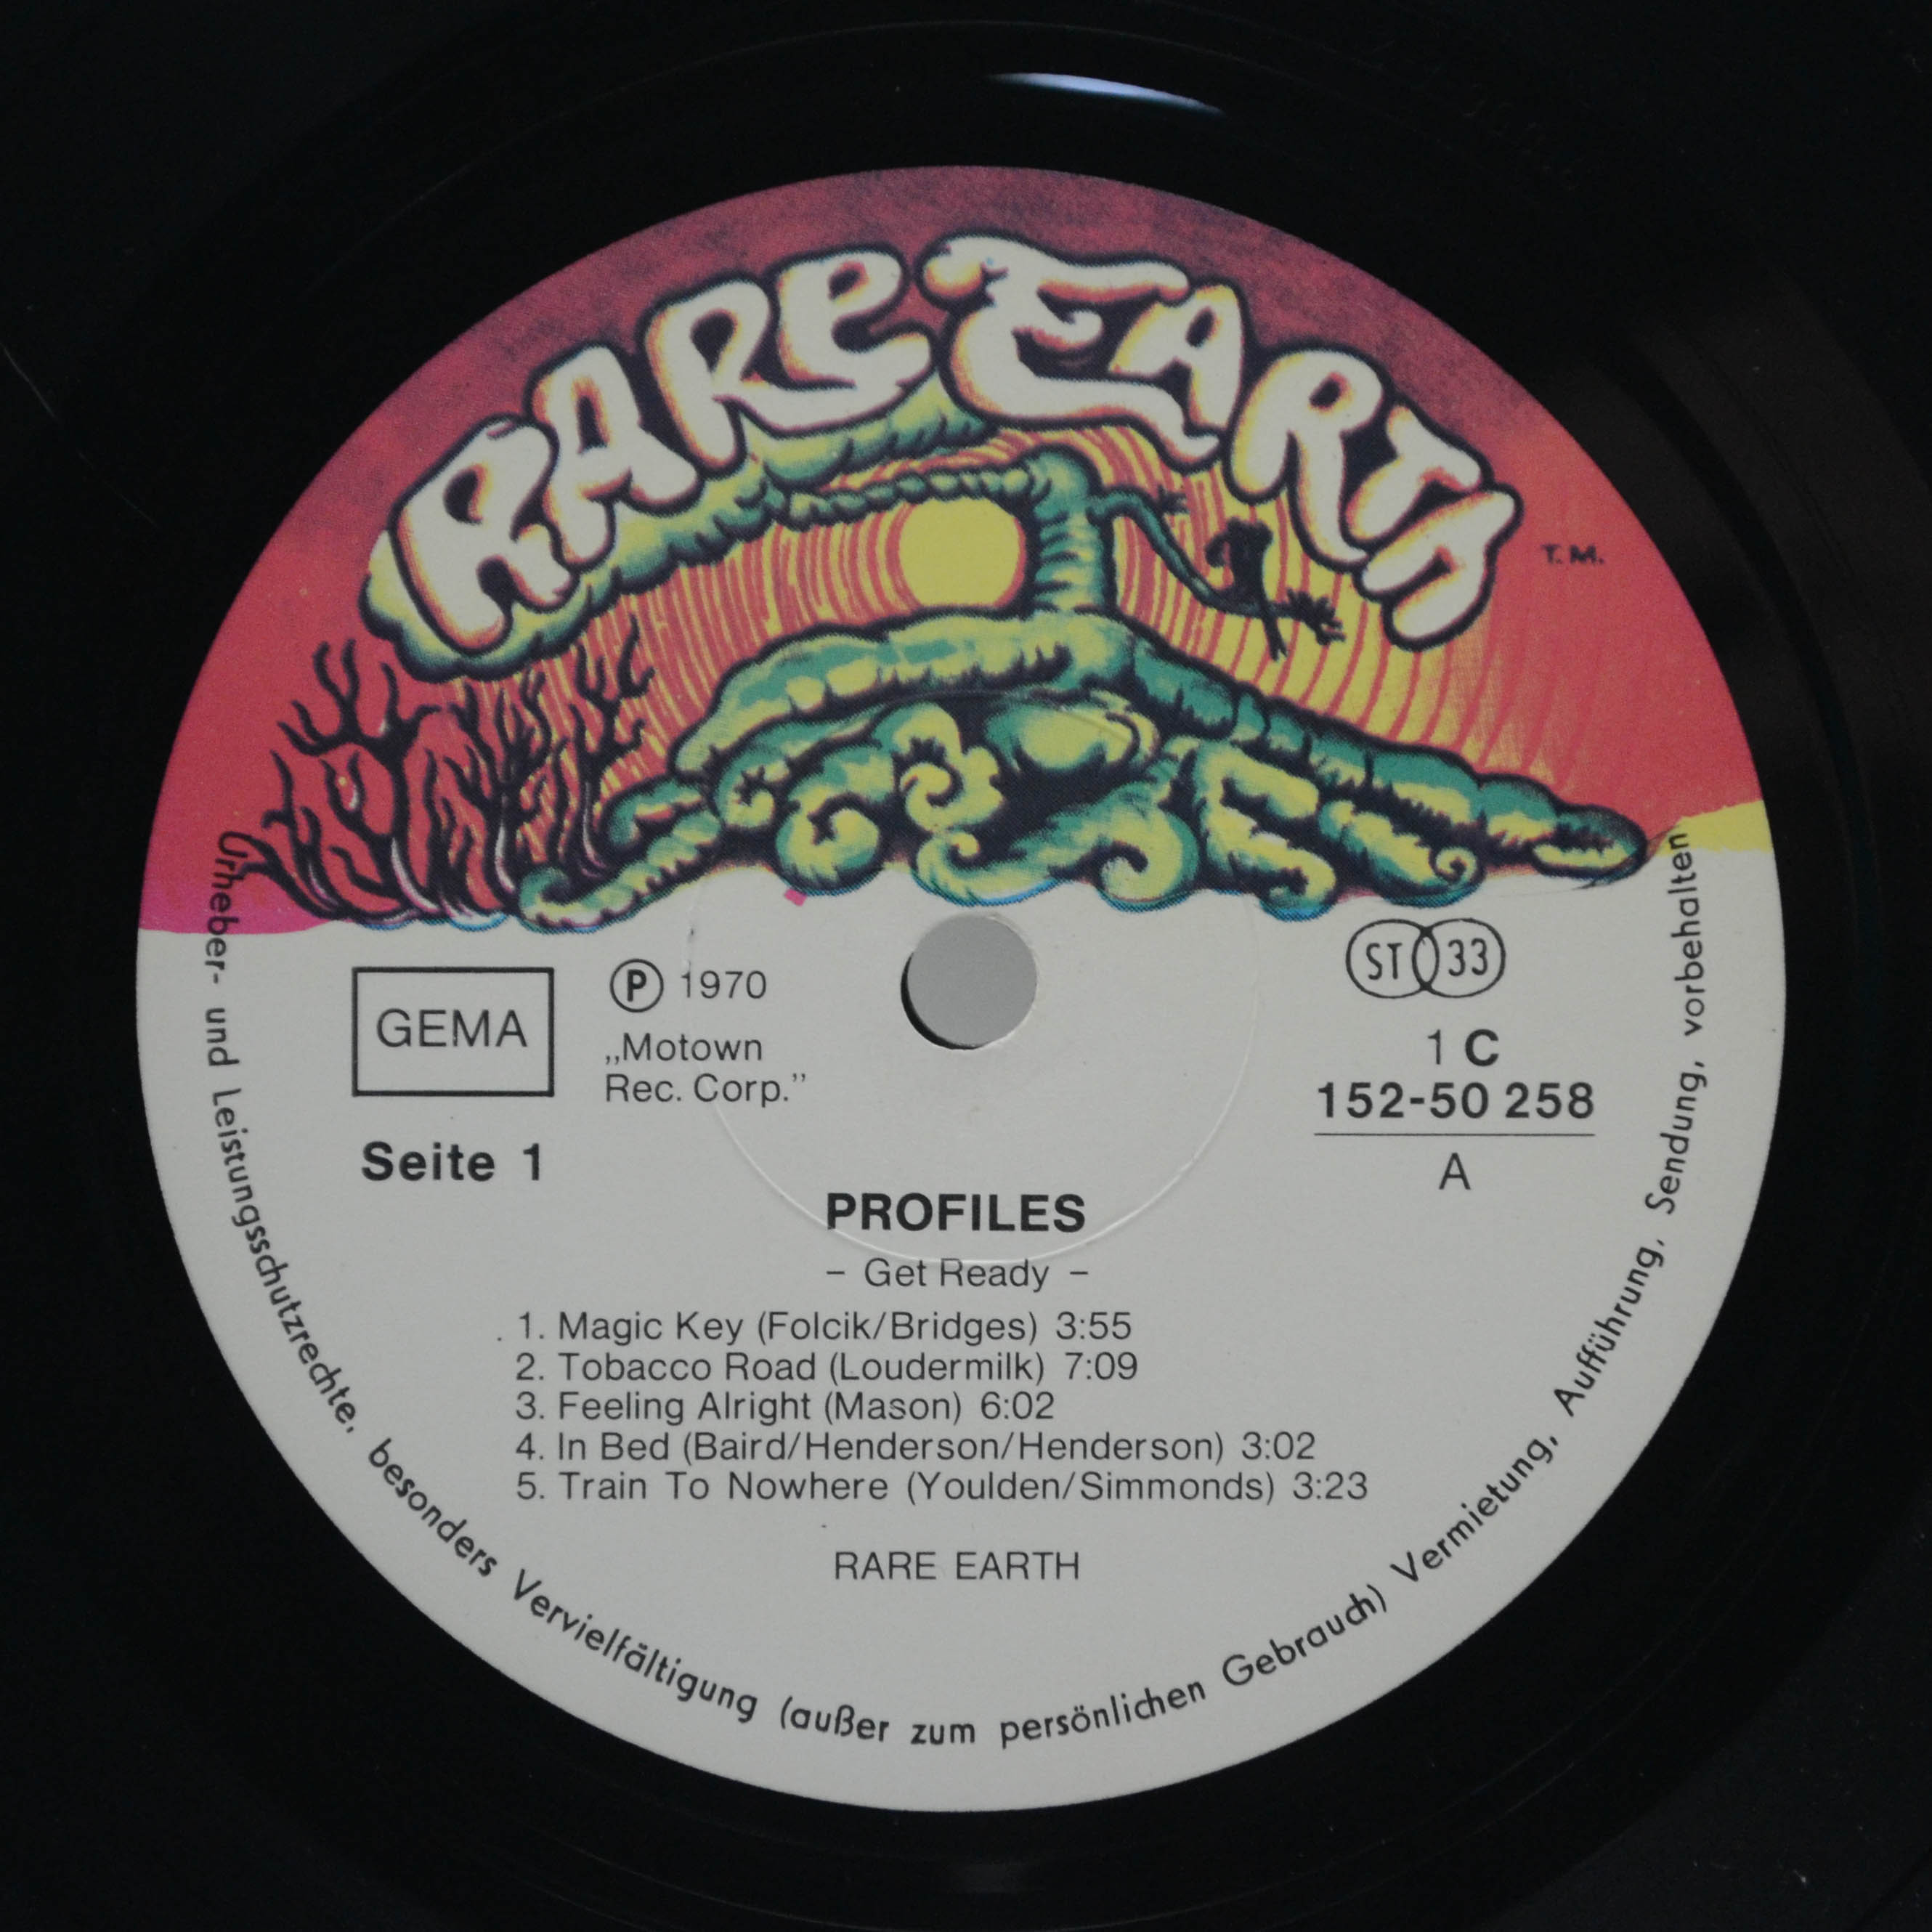 RARE EARTH
T.M.
GEMA
Ⓟ 1970
„Motown
Rec. Corp.”
ST 33
1 C
152-50 258
A
Seite 1
PROFILES
– Get Ready –
1. Magic Key (Folcik/Bridges) 3:55
2. Tobacco Road (Loudermilk) 7:09
3. Feeling Alright (Mason) 6:02
4. In Bed (Baird/Henderson/Henderson) 3:02
5. Train To Nowhere (Youlden/Simmonds) 3:23
RARE EARTH
Urheber- und Leistungsschutzrechte, besonders Vervielfältigung (außer zum persönlichen Gebrauch) Vermietung, Aufführung, Sendung, vorbehalten